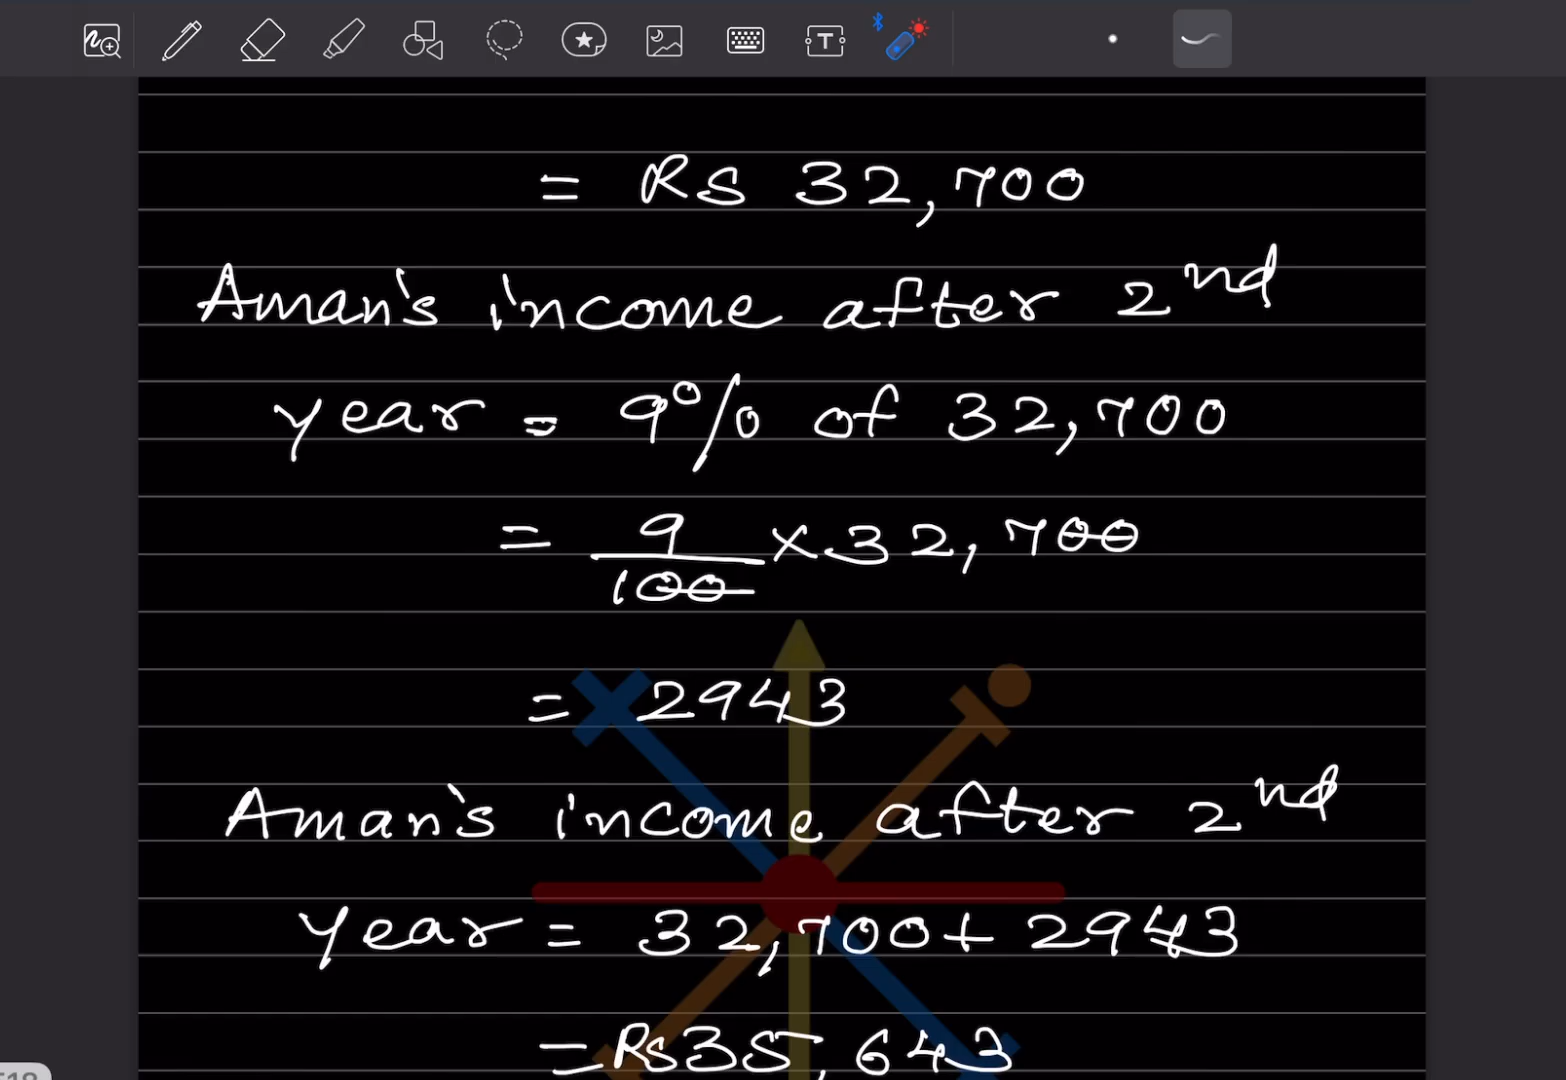 = Rs 32,700
Aman's income after 2nd
year = 9% of 32,700
= 9/100 × 32,700
= 2943
Aman's income after 2nd
year = 32,700 + 2943
= Rs 35,643